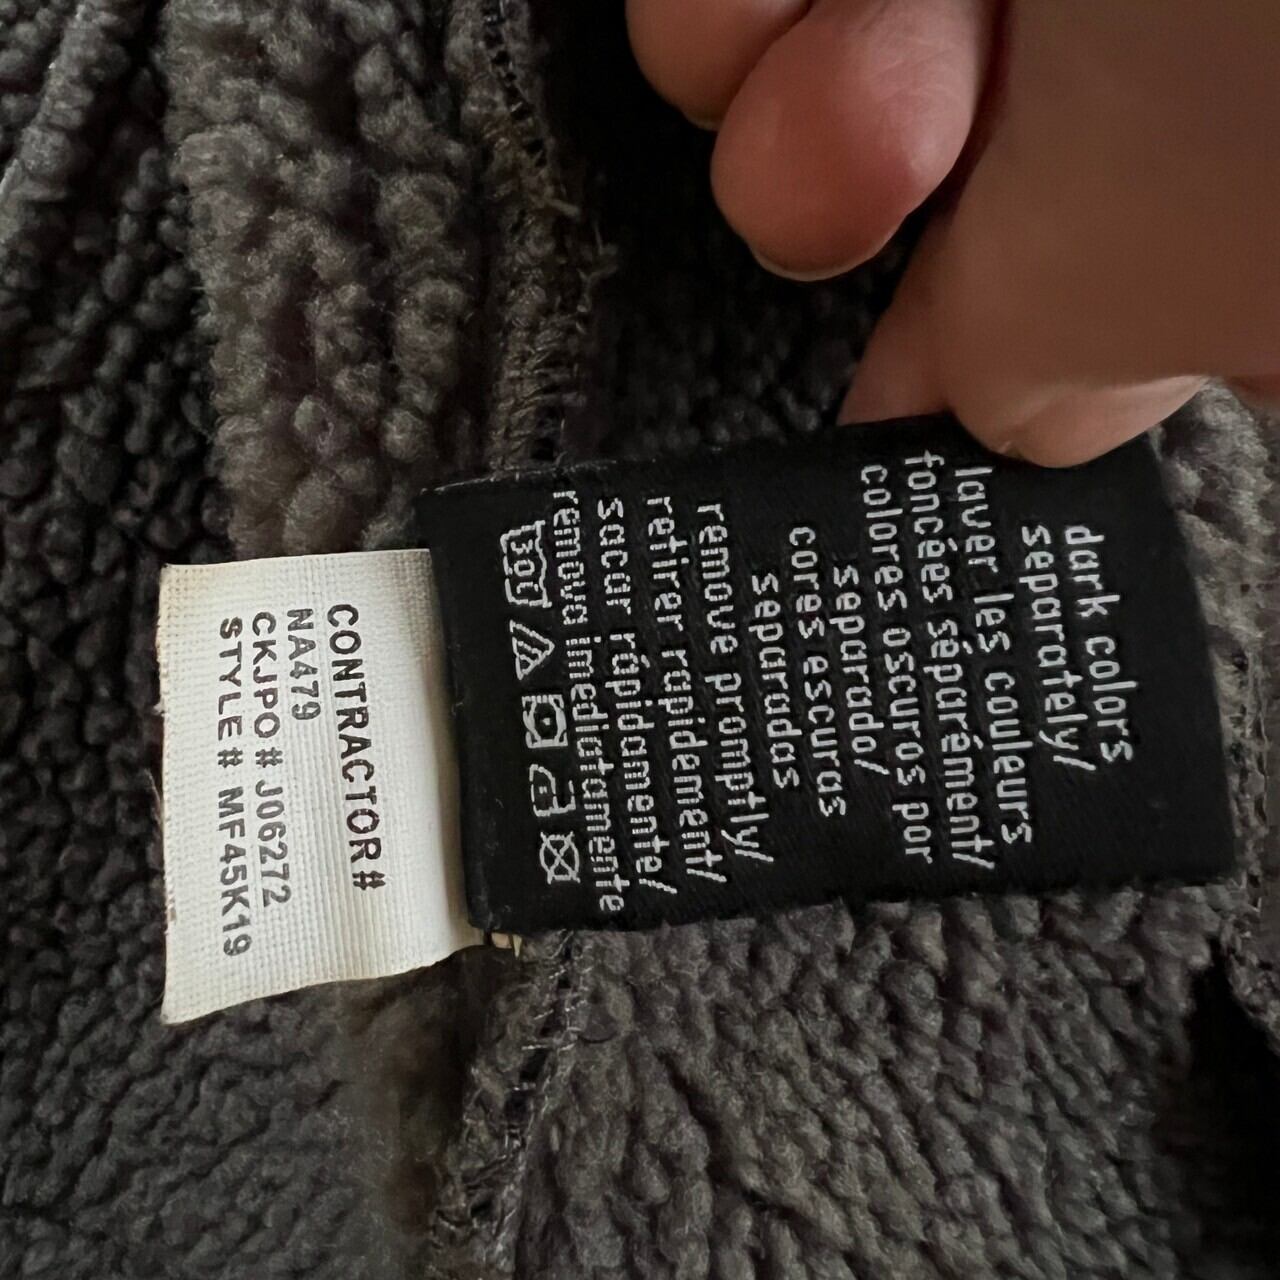 CONTRACTOR #
NA479
CKJPO# J06272
STYLE# MF45K19
dark colors
separately/
laver les couleurs
foncées séparément/
colores oscuros por
separado/
cores escuras
separadas
remove promptly/
retirer rapidement/
sacar rápidamente/
remova imediatamente
30